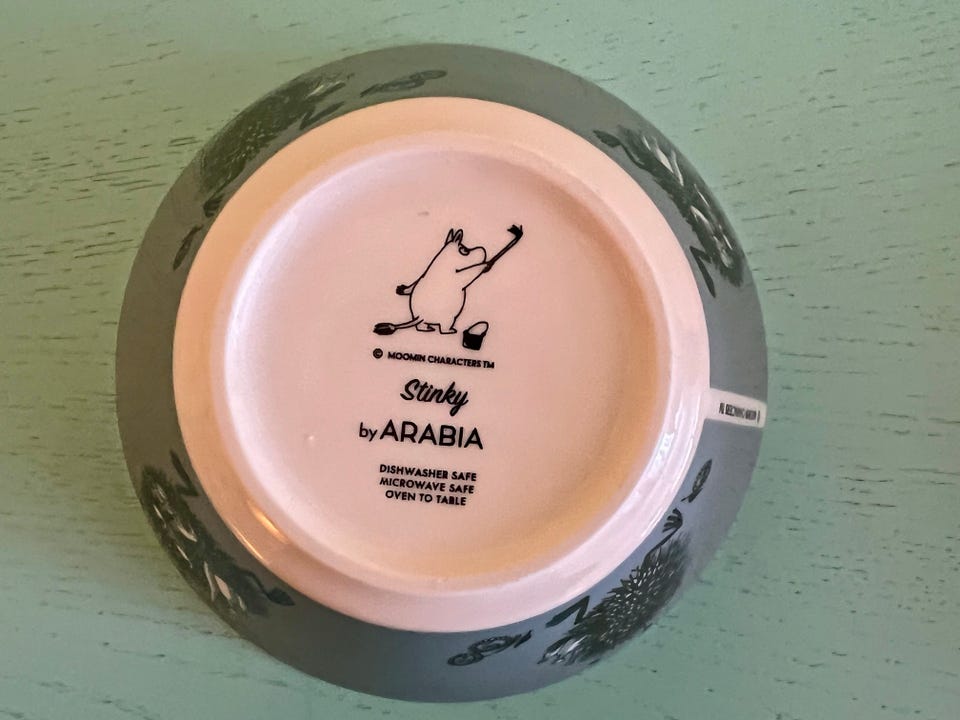 © MOOMIN CHARACTERS TM
Stinky
by ARABIA
DISHWASHER SAFE
MICROWAVE SAFE
OVEN TO TABLE